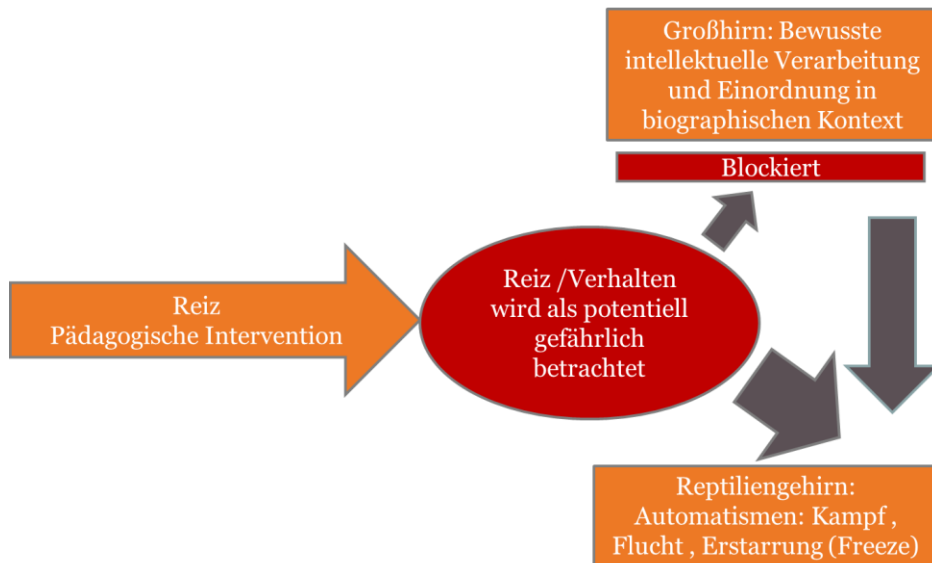 Großhirn: Bewusste
intellektuelle Verarbeitung
und Einordnung in
biographischen Kontext
Blockiert
Reiz
Pädagogische Intervention
Reiz /Verhalten
wird als potentiell
gefährlich
betrachtet
Reptiliengehirn:
Automatismen: Kampf ,
Flucht , Erstarrung (Freeze)